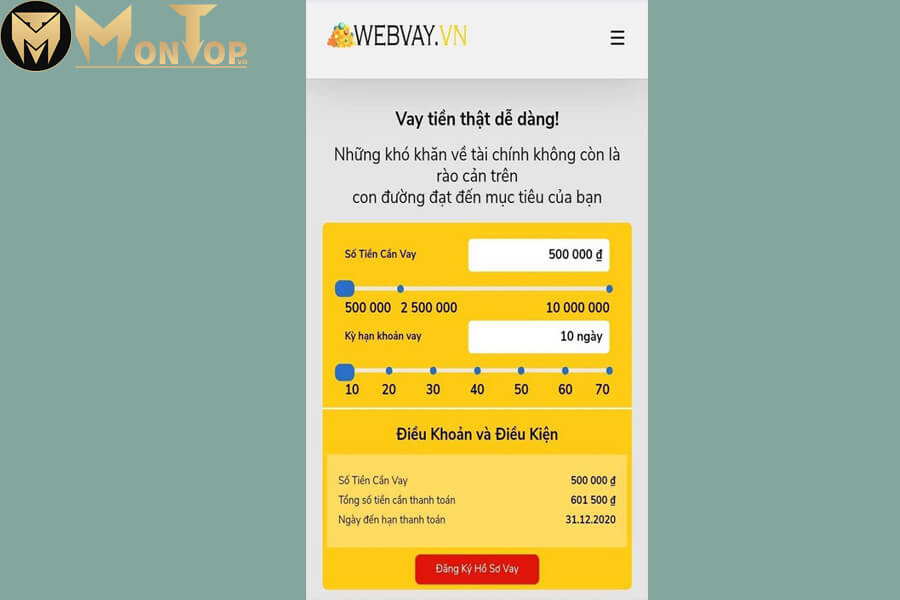 MONTOP.VN
WEBVAY.VN
Vay tiền thật dễ dàng!
Những khó khăn về tài chính không còn là
rào cản trên
con đường đạt đến mục tiêu của bạn
Số Tiền Cần Vay 500 000 ₫
500 000 2 500 000 10 000 000
Kỳ hạn khoản vay 10 ngày
10 20 30 40 50 60 70
Điều Khoản và Điều Kiện
Số Tiền Cần Vay 500 000 ₫
Tổng số tiền cần thanh toán 601 500 ₫
Ngày đến hạn thanh toán 31.12.2020
Đăng Ký Hồ Sơ Vay